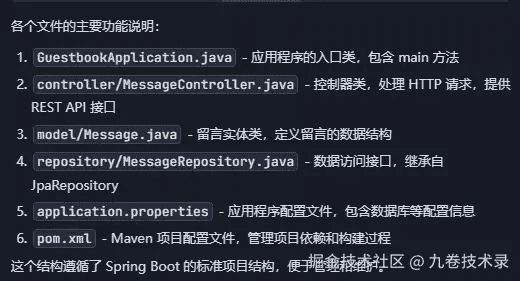 各个文件的主要功能说明：
1. GuestbookApplication.java - 应用程序的入口类，包含 main 方法
2. controller/MessageController.java - 控制器类，处理 HTTP 请求，提供
REST API 接口
3. model/Message.java - 留言实体类，定义留言的数据结构
4. repository/MessageRepository.java - 数据访问接口，继承自
JpaRepository
5. application.properties - 应用程序配置文件，包含数据库等配置信息
6. pom.xml - Maven 项目配置文件，管理项目依赖和构建过程
这个结构遵循了 Spring Boot 的标准项目结构，便于管理和维护。
掘金技术社区 @ 九卷技术录